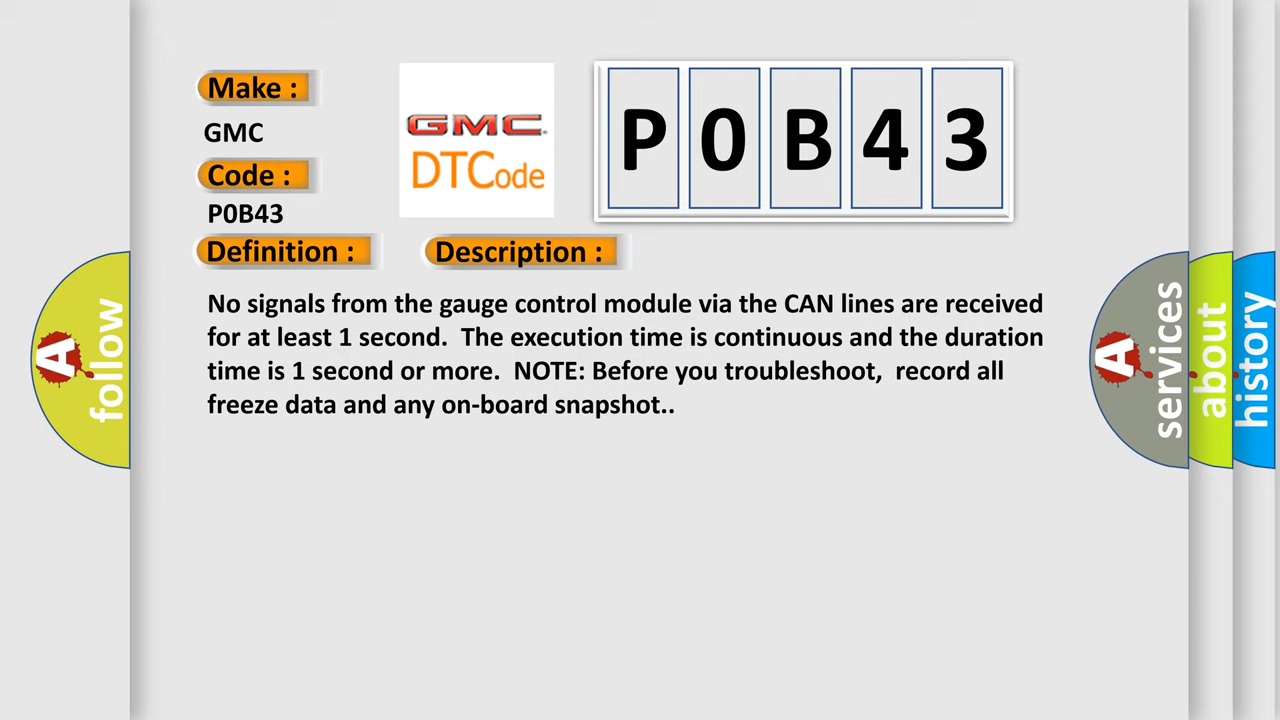 Make :
GMC
Code :
P0B43
GMC
DTCode
P0B43
Definition :
Description :
No signals from the gauge control module via the CAN lines are received
for at least 1 second  The execution time is continuous and the duration
time is 1 second or more  NOTE: Before you troubleshoot,  record all
freeze data and any on-board snapshot..
A
follow
A
services
about
history